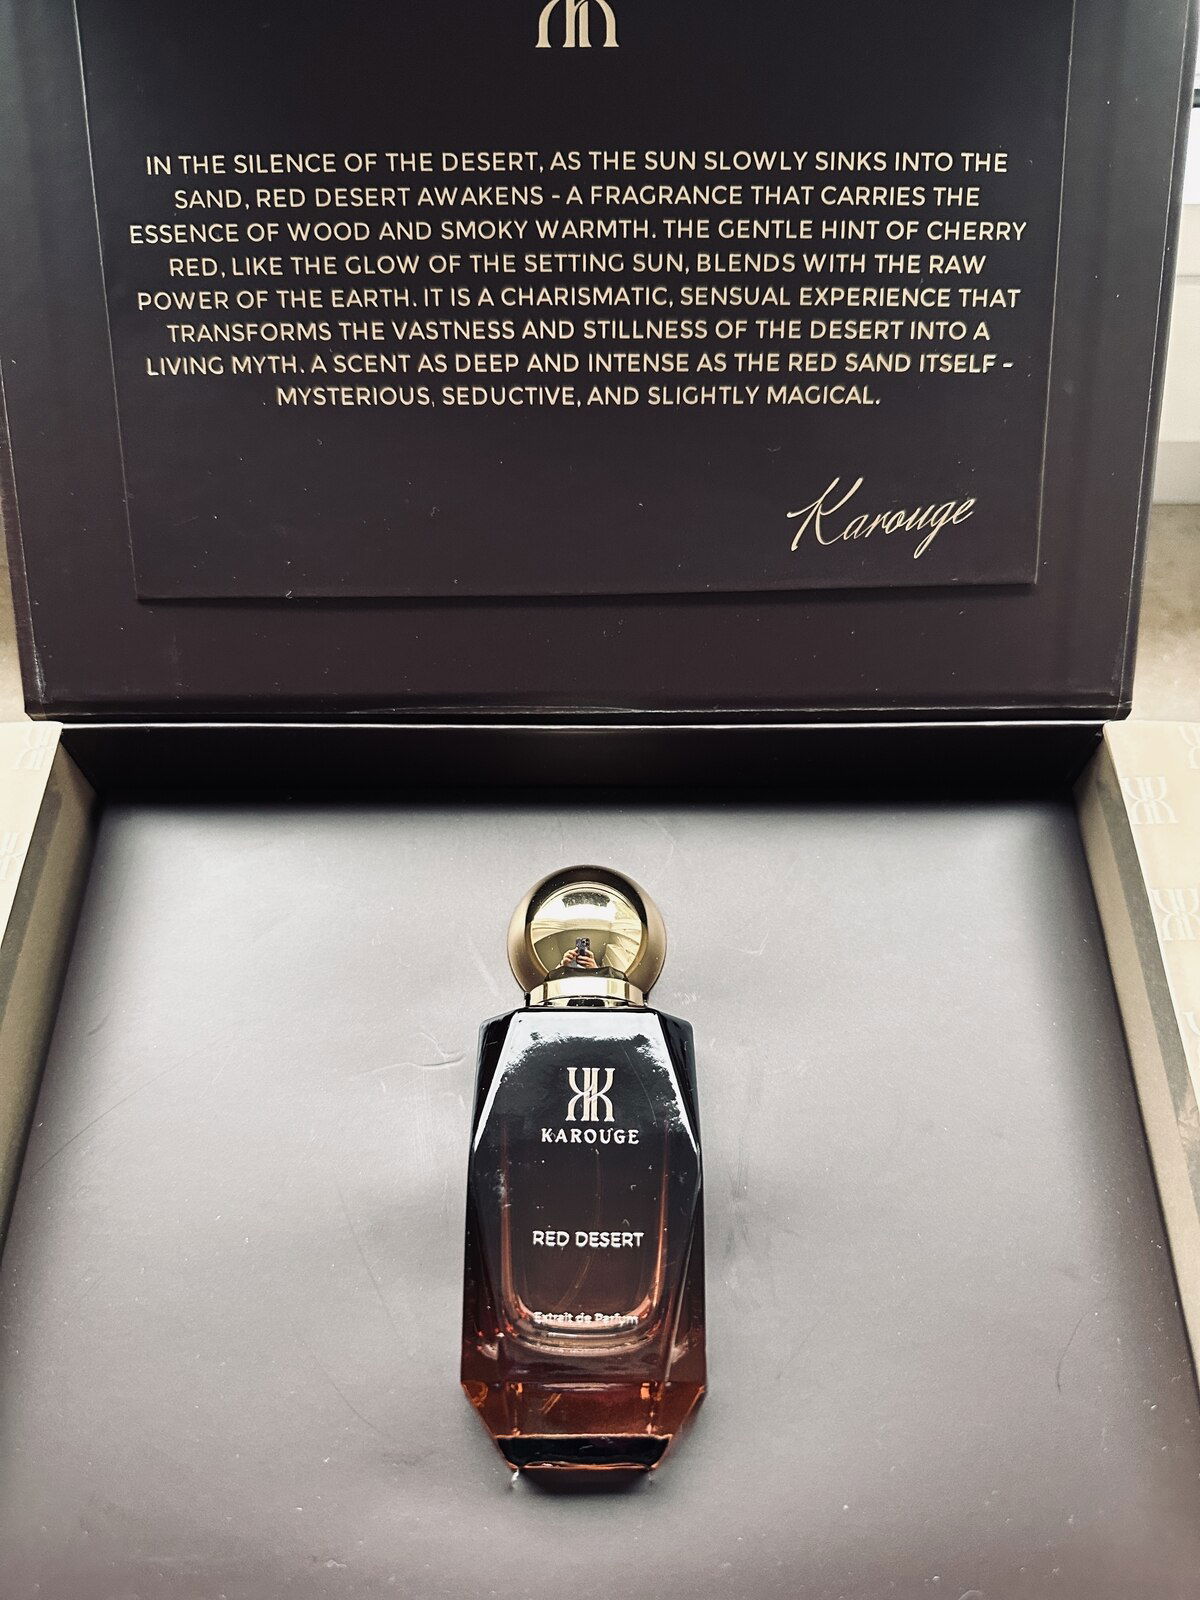 IN THE SILENCE OF THE DESERT, AS THE SUN SLOWLY SINKS INTO THE
SAND, RED DESERT AWAKENS - A FRAGRANCE THAT CARRIES THE
ESSENCE OF WOOD AND SMOKY WARMTH. THE GENTLE HINT OF CHERRY
RED, LIKE THE GLOW OF THE SETTING SUN, BLENDS WITH THE RAW
POWER OF THE EARTH. IT IS A CHARISMATIC, SENSUAL EXPERIENCE THAT
TRANSFORMS THE VASTNESS AND STILLNESS OF THE DESERT INTO A
LIVING MYTH. A SCENT AS DEEP AND INTENSE AS THE RED SAND ITSELF -
MYSTERIOUS, SEDUCTIVE, AND SLIGHTLY MAGICAL.
Karouge
KK
KAROUGE
RED DESERT
Extrait de Parfum